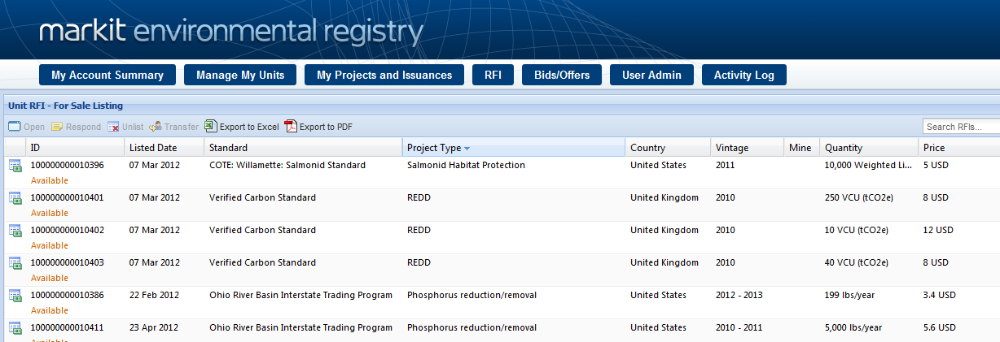 markit environmental registry
My Account Summary Manage My Units My Projects and Issuances RFI Bids/Offers User Admin Activity Log
Unit RFI - For Sale Listing
Open Respond Unlist Transfer Export to Excel Export to PDF Search RFIs...
ID Listed Date Standard Project Type Country Vintage Mine Quantity Price
100000000010396 07 Mar 2012 COTE: Willamette: Salmonid Standard Salmonid Habitat Protection United States 2011 10,000 Weighted Li... 5 USD
Available
100000000010401 07 Mar 2012 Verified Carbon Standard REDD United Kingdom 2010 250 VCU (tCO2e) 8 USD
Available
100000000010402 07 Mar 2012 Verified Carbon Standard REDD United Kingdom 2010 10 VCU (tCO2e) 12 USD
Available
100000000010403 07 Mar 2012 Verified Carbon Standard REDD United Kingdom 2010 40 VCU (tCO2e) 8 USD
Available
100000000010386 22 Feb 2012 Ohio River Basin Interstate Trading Program Phosphorus reduction/removal United States 2012 - 2013 199 lbs/year 3.4 USD
Available
100000000010411 23 Apr 2012 Ohio River Basin Interstate Trading Program Phosphorus reduction/removal United States 2010 - 2011 5,000 lbs/year 5.6 USD
Available